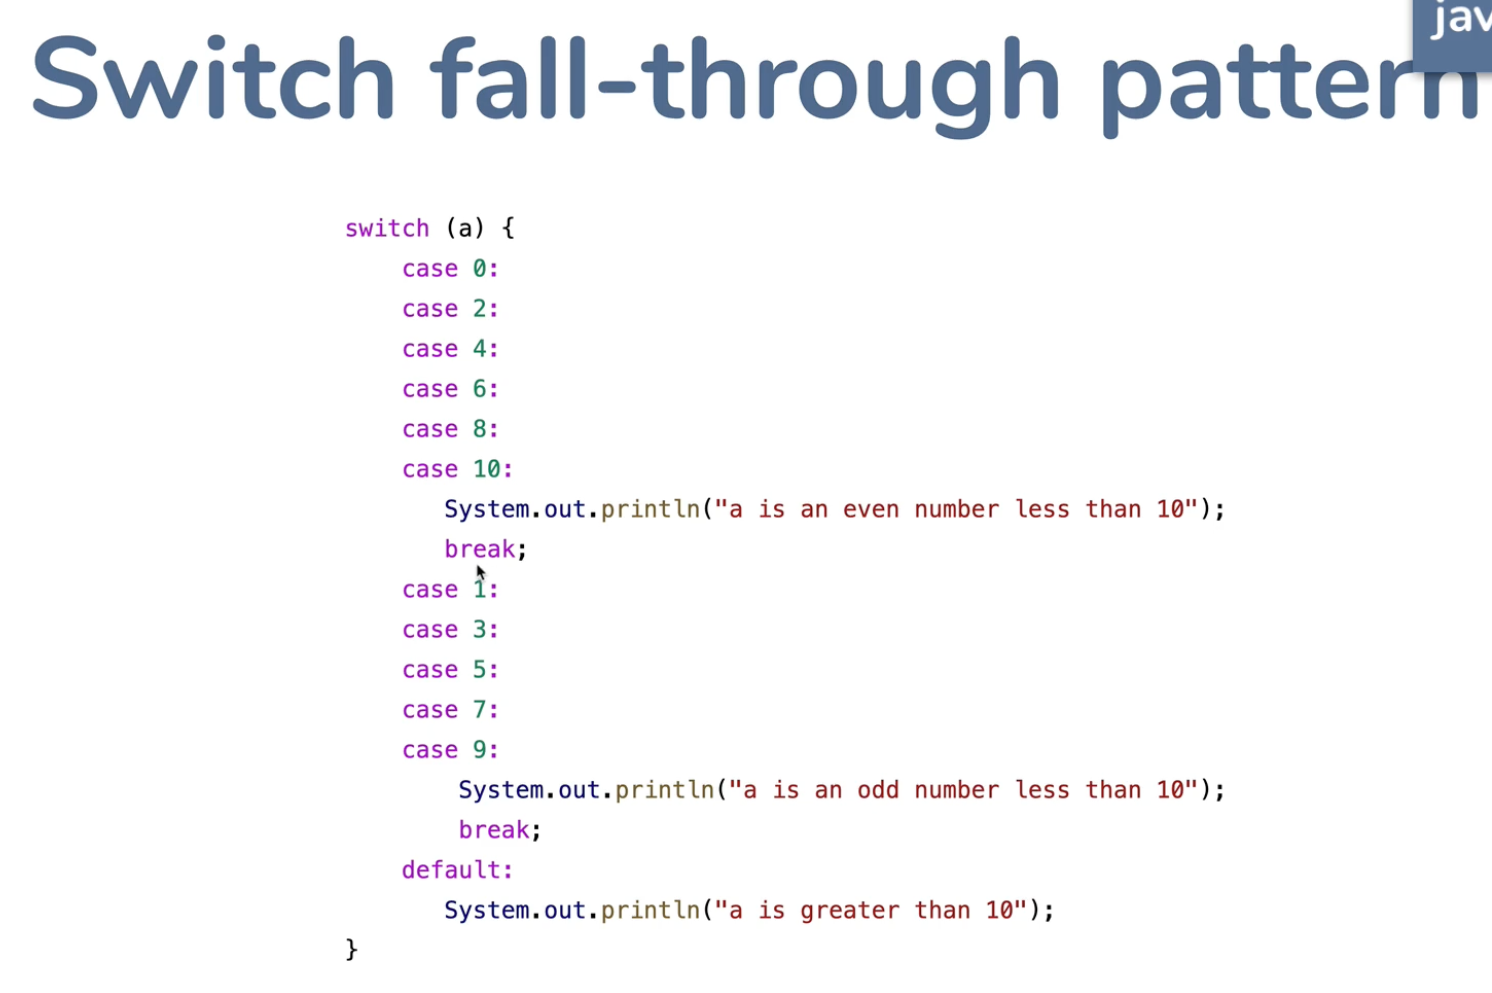 Switch fall-through pattern
switch (a) {
case 0:
case 2:
case 4:
case 6:
case 8:
case 10:
System.out.println("a is an even number less than 10");
break;
case 1:
case 3:
case 5:
case 7:
case 9:
System.out.println("a is an odd number less than 10");
break;
default:
System.out.println("a is greater than 10");
}